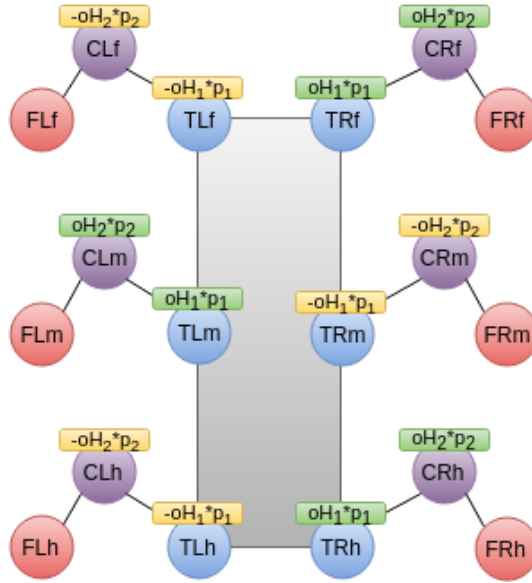 -oH₂*p₂ oH₂*p₂
CLf CRf
-oH₁*p₁ oH₁*p₁
FLf TLf TRf FRf
oH₂*p₂ -oH₂*p₂
CLm CRm
oH₁*p₁ -oH₁*p₁
FLm TLm TRm FRm
-oH₂*p₂ oH₂*p₂
CLh CRh
-oH₁*p₁ oH₁*p₁
FLh TLh TRh FRh